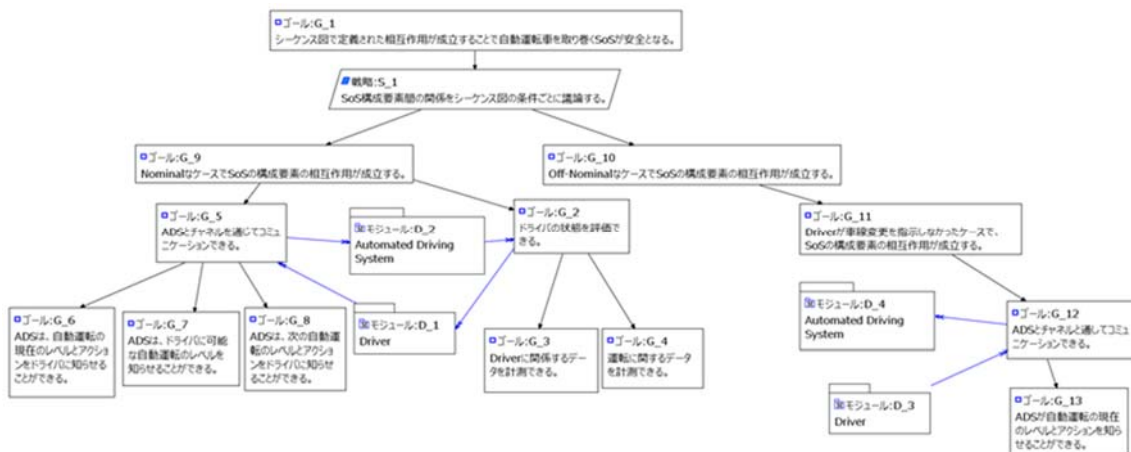 ゴール:G_1
シーケンス図で定義された相互作用が成立することで自動運転車を取り巻くSoSが安全となる。
戦略:S_1
SoS構成要素間の関係をシーケンス図の条件ごとに議論する。
ゴール:G_9
NominalなケースでSoSの構成要素の相互作用が成立する。
ゴール:G_10
Off-NominalなケースでSoSの構成要素の相互作用が成立する。
ゴール:G_5
ADSとチャネルを通じてコミュ
ニケーションできる。
モジュール:D_2
Automated Driving
System
ゴール:G_2
ドライバの状態を評価で
きる。
ゴール:G_11
Driverが車線変更を指示しなかったケースで、
SoSの構成要素の相互作用が成立する。
ゴール:G_6
ADSは、自動運転の
現在のレベルとアクショ
ンをドライバに知らせる
ことができる。
ゴール:G_7
ADSは、ドライバに可能
な自動運転のレベルを
知らせることができる。
ゴール:G_8
ADSは、次の自動運
転のレベルとアクション
をドライバに知らせ
ることができる。
モジュール:D_1
Driver
ゴール:G_3
Driverに関係するデー
タを計測できる。
ゴール:G_4
運転に関するデータ
を計測できる。
モジュール:D_4
Automated Driving
System
ゴール:G_12
ADSとチャネルと通してコミュ
ニケーションできる。
モジュール:D_3
Driver
ゴール:G_13
ADSが自動運転の現在
のレベルとアクションを知ら
せることができる。